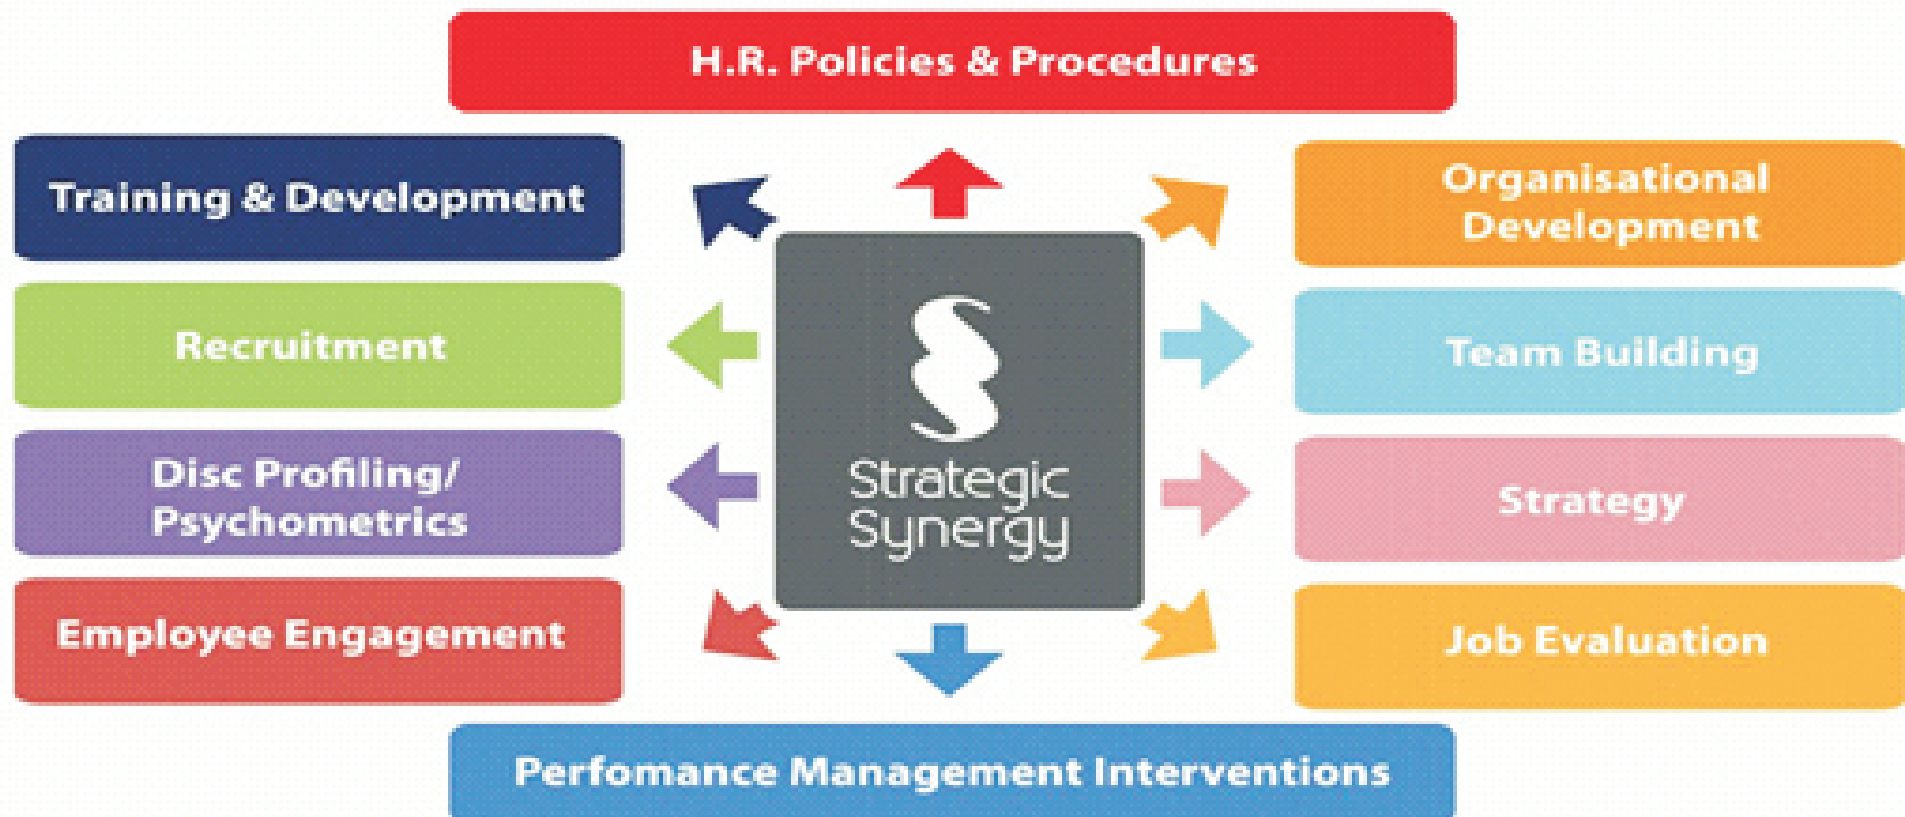 H.R. Policies & Procedures
Training & Development
Organisational
Development
Recruitment
Team Building
Disc Profiling/
Psychometrics
Strategy
Employee Engagement
Job Evaluation
Strategic
Synergy
Perfomance Management Interventions